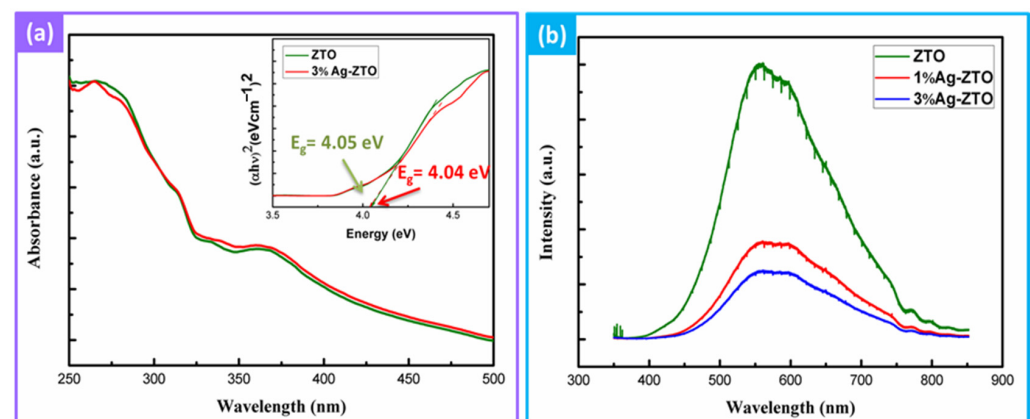 (a)
Absorbance (a.u.)
ZTO
3% Ag-ZTO
(αhν)²(eVcm⁻¹)²
E_g= 4.05 eV
E_g= 4.04 eV
3.5 4.0 4.5
Energy (eV)
250 300 350 400 450 500
Wavelength (nm)
(b)
ZTO
1%Ag-ZTO
3%Ag-ZTO
Intensity (a.u.)
300 400 500 600 700 800 900
Wavelength (nm)